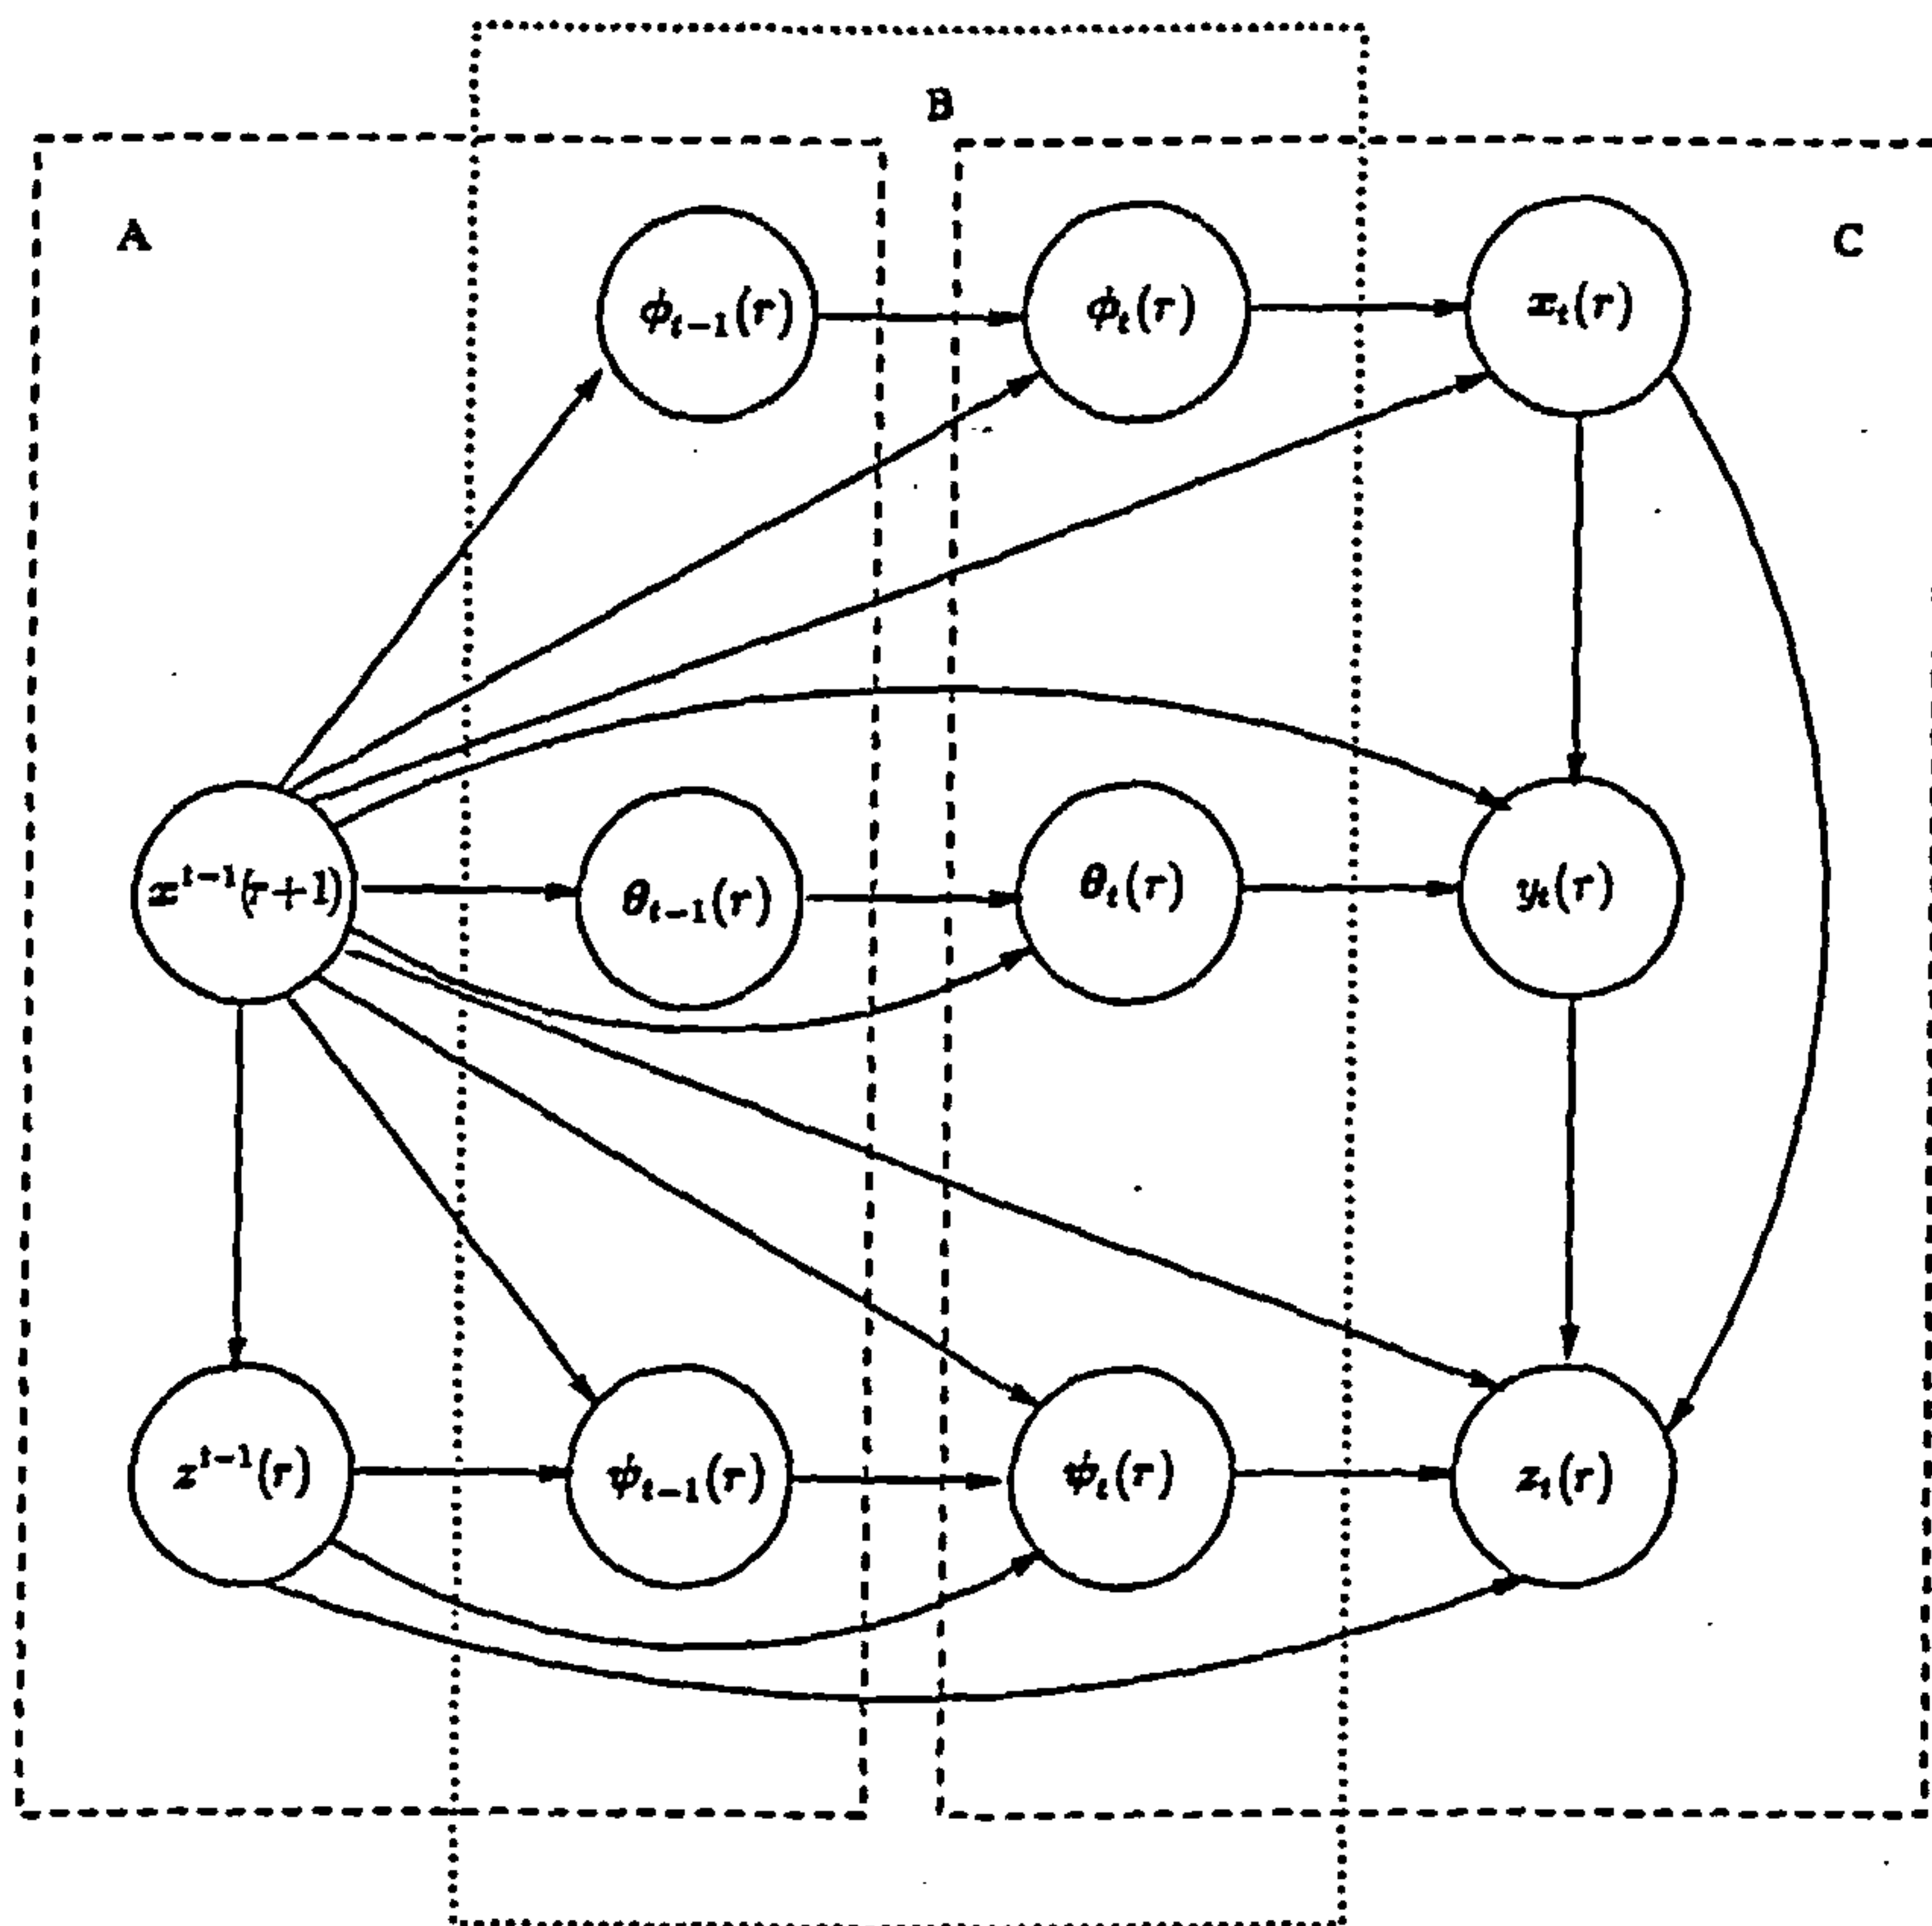 B
A
C
ϕ_{t-1}(r)
ϕ_t(r)
x_t(r)
x^{t-1}(r+1)
θ_{t-1}(r)
θ_t(r)
y_t(r)
z^{t-1}(r)
ψ_{t-1}(r)
ψ_t(r)
z_t(r)